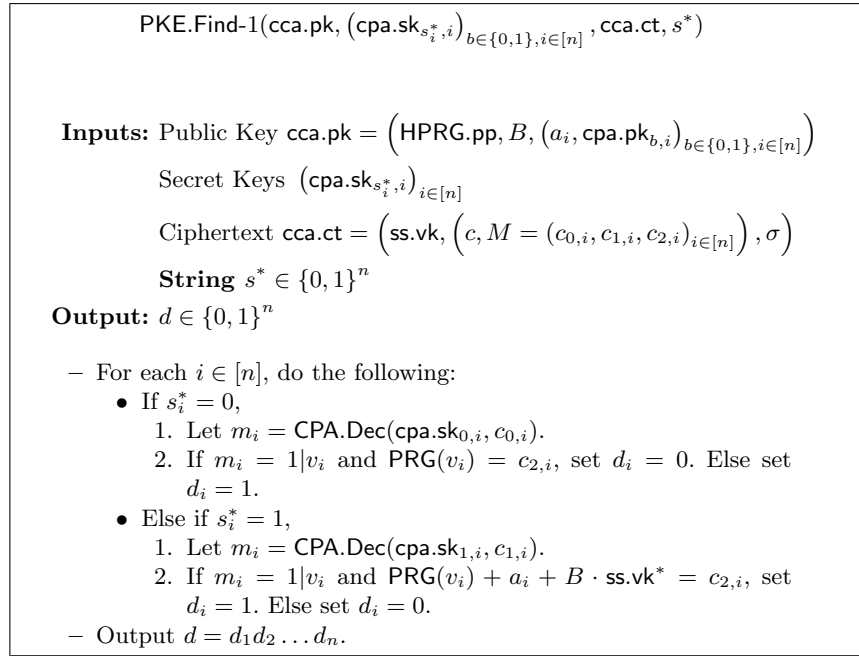 PKE.Find-1(cca.pk, (cpa.sk_{s*_i,i})_{b∈{0,1},i∈[n]}, cca.ct, s*)
Inputs: Public Key cca.pk = (HPRG.pp, B, (a_i, cpa.pk_{b,i})_{b∈{0,1},i∈[n]})
Secret Keys (cpa.sk_{s*_i,i})_{i∈[n]}
Ciphertext cca.ct = (ss.vk, (c, M = (c_{0,i}, c_{1,i}, c_{2,i})_{i∈[n]}), σ)
String s* ∈ {0, 1}^n
Output: d ∈ {0, 1}^n
– For each i ∈ [n], do the following:
• If s*_i = 0,
1. Let m_i = CPA.Dec(cpa.sk_{0,i}, c_{0,i}).
2. If m_i = 1|v_i and PRG(v_i) = c_{2,i}, set d_i = 0. Else set
d_i = 1.
• Else if s*_i = 1,
1. Let m_i = CPA.Dec(cpa.sk_{1,i}, c_{1,i}).
2. If m_i = 1|v_i and PRG(v_i) + a_i + B · ss.vk* = c_{2,i}, set
d_i = 1. Else set d_i = 0.
– Output d = d_1d_2 . . . d_n.